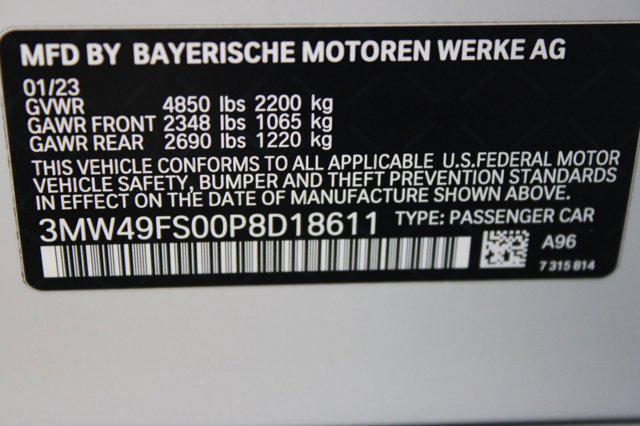 MFD BY BAYERISCHE MOTOREN WERKE AG
01/23
GVWR 4850 lbs 2200 kg
GAWR FRONT 2348 lbs 1065 kg
GAWR REAR 2690 lbs 1220 kg
THIS VEHICLE CONFORMS TO ALL APPLICABLE U.S.FEDERAL MOTOR
VEHICLE SAFETY, BUMPER AND THEFT PREVENTION STANDARDS
IN EFFECT ON THE DATE OF MANUFACTURE SHOWN ABOVE.
3MW49FS00P8D18611 TYPE: PASSENGER CAR
A96
7 315 814